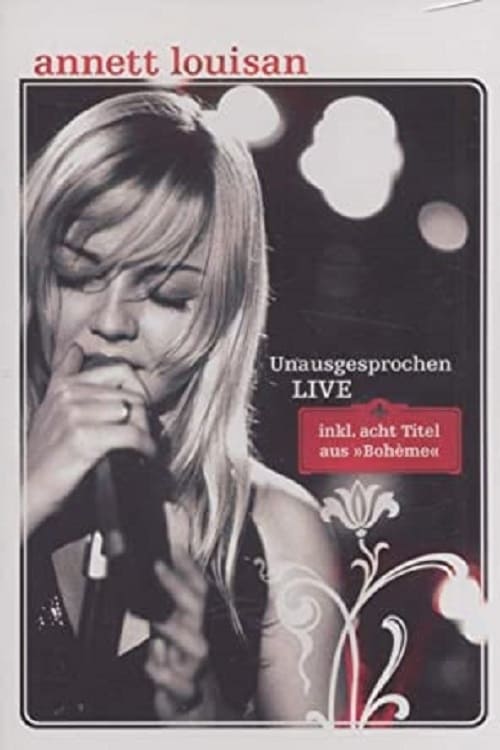 annett louisan
Unausgesprochen
LIVE
inkl. acht Titel
aus »Bohème«